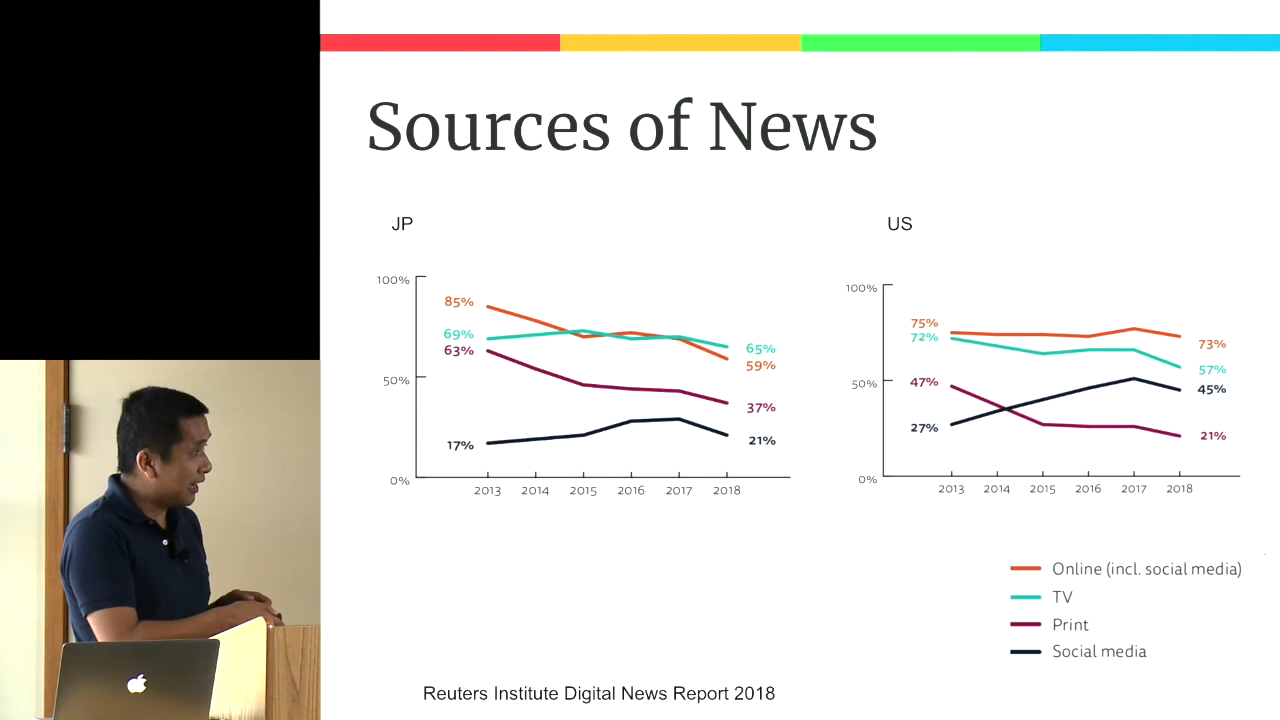 Sources of News
JP
US
100%
50%
0%
85%
69%
63%
17%
65%
59%
37%
21%
2013 2014 2015 2016 2017 2018
100%
50%
0%
75%
72%
47%
27%
73%
57%
45%
21%
2013 2014 2015 2016 2017 2018
Online (incl. social media)
TV
Print
Social media
Reuters Institute Digital News Report 2018